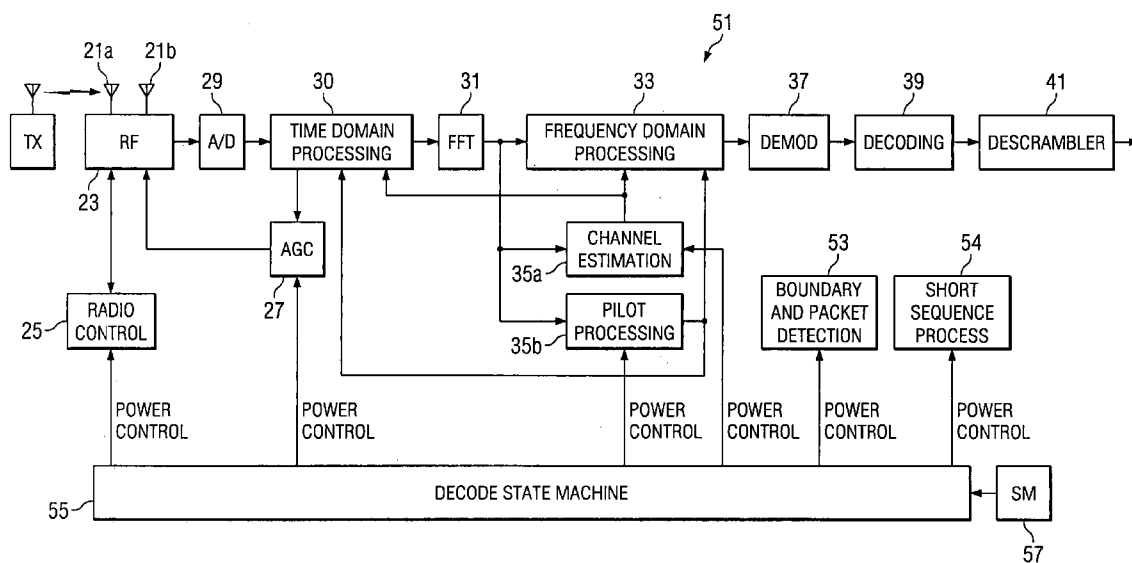 51
21a
21b
29
30
31
33
37
39
41
TX
RF
A/D
TIME DOMAIN
PROCESSING
FFT
FREQUENCY DOMAIN
PROCESSING
DEMOD
DECODING
DESCRAMBLER
23
AGC
27
CHANNEL
ESTIMATION
35a
53
54
25
RADIO
CONTROL
PILOT
PROCESSING
35b
BOUNDARY
AND PACKET
DETECTION
SHORT
SEQUENCE
PROCESS
POWER
CONTROL
POWER
CONTROL
POWER
CONTROL
POWER
CONTROL
POWER
CONTROL
POWER
CONTROL
DECODE STATE MACHINE
55
SM
57